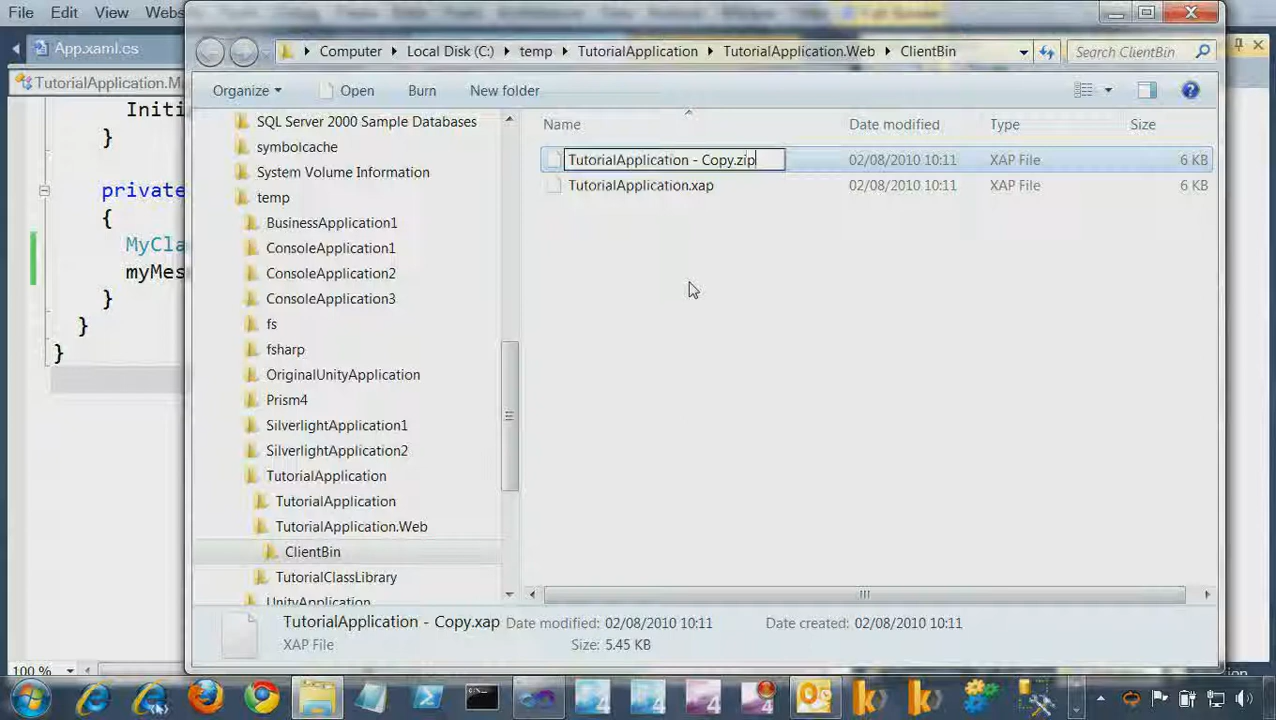 File Edit View Webs
App.xaml.cs
Computer Local Disk (C:) temp TutorialApplication TutorialApplication.Web ClientBin Search ClientBin
TutorialApplication.M
Organize Open Burn New folder
Initi
}
private
{
MyCla
myMes
}
}
}
100 %
SQL Server 2000 Sample Databases
symbolcache
System Volume Information
temp
BusinessApplication1
ConsoleApplication1
ConsoleApplication2
ConsoleApplication3
fs
fsharp
OriginalUnityApplication
Prism4
SilverlightApplication1
SilverlightApplication2
TutorialApplication
TutorialApplication
TutorialApplication.Web
ClientBin
TutorialClassLibrary
UnityApplication
Name Date modified Type Size
TutorialApplication - Copy.zip 02/08/2010 10:11 XAP File 6 KB
TutorialApplication.xap 02/08/2010 10:11 XAP File 6 KB
TutorialApplication - Copy.xap Date modified: 02/08/2010 10:11 Date created: 02/08/2010 10:11
XAP File Size: 5.45 KB